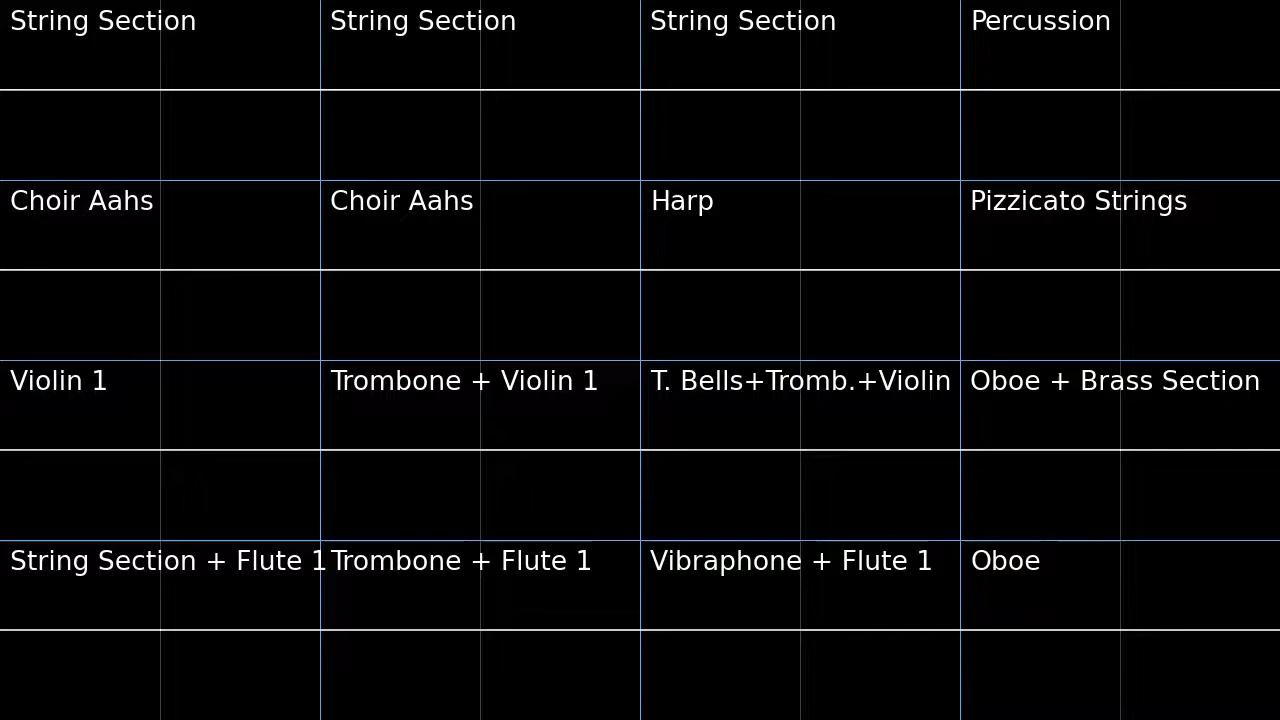 String Section
String Section
String Section
Percussion
Choir Aahs
Choir Aahs
Harp
Pizzicato Strings
Violin 1
Trombone + Violin 1
T. Bells+Tromb.+Violin
Oboe + Brass Section
String Section + Flute 1
Trombone + Flute 1
Vibraphone + Flute 1
Oboe